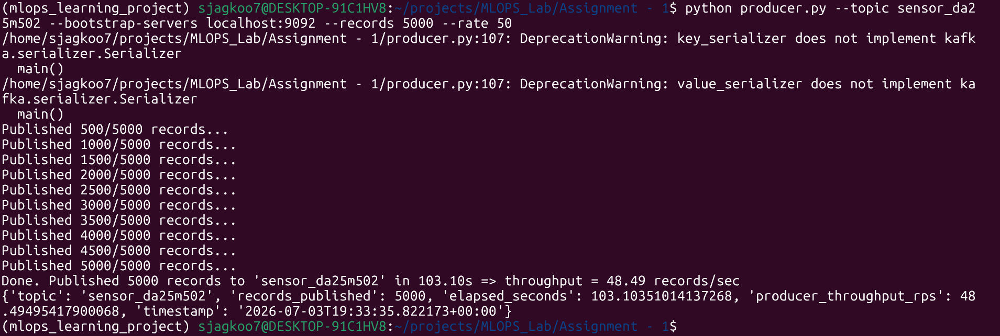 (mlops_learning_project) sjagkoo7@DESKTOP-91C1HV8:~/projects/MLOPS_Lab/Assignment - 1$ python producer.py --topic sensor_da2
5m502 --bootstrap-servers localhost:9092 --records 5000 --rate 50
/home/sjagkoo7/projects/MLOPS_Lab/Assignment - 1/producer.py:107: DeprecationWarning: key_serializer does not implement kafk
a.serializer.Serializer
  main()
/home/sjagkoo7/projects/MLOPS_Lab/Assignment - 1/producer.py:107: DeprecationWarning: value_serializer does not implement ka
fka.serializer.Serializer
  main()
Published 500/5000 records...
Published 1000/5000 records...
Published 1500/5000 records...
Published 2000/5000 records...
Published 2500/5000 records...
Published 3000/5000 records...
Published 3500/5000 records...
Published 4000/5000 records...
Published 4500/5000 records...
Published 5000/5000 records...
Done. Published 5000 records to 'sensor_da25m502' in 103.10s => throughput = 48.49 records/sec
{'topic': 'sensor_da25m502', 'records_published': 5000, 'elapsed_seconds': 103.10351014137268, 'producer_throughput_rps': 48
.49495417900068, 'timestamp': '2026-07-03T19:33:35.822173+00:00'}
(mlops_learning_project) sjagkoo7@DESKTOP-91C1HV8:~/projects/MLOPS_Lab/Assignment - 1$